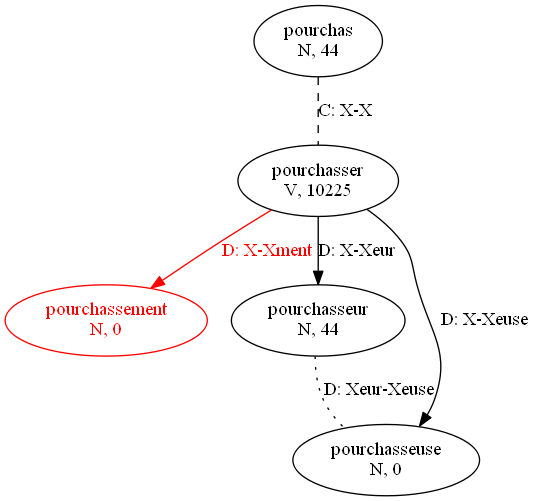 pourchas
N, 44
C: X-X
pourchasser
V, 10225
D: X-Xment
D: X-Xeur
pourchassement
N, 0
pourchasseur
N, 44
D: X-Xeuse
D: Xeur-Xeuse
pourchasseuse
N, 0